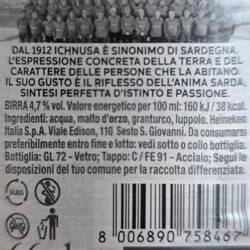 DAL 1912 ICHNUSA È SINONIMO DI SARDEGNA.
L'ESPRESSIONE CONCRETA DELLA TERRA E DEL
CARATTERE DELLE PERSONE CHE LA ABITANO.
IL SUO GUSTO È IL RIFLESSO DELL'ANIMA SARDA,
SINTESI PERFETTA D'ISTINTO E PASSIONE.
BIRRA 4,7 % vol. Valore energetico per 100 ml: 160 kJ / 38 kcal.
Ingredienti: acqua, malto d'orzo, granturco, luppolo. Heineken
Italia S.p.A. Viale Edison, 110 Sesto S. Giovanni. Da consumarsi
preferibilmente entro fine e lotto: vedi sotto o collo bottiglia.
Bottiglia: GL 72 - Vetro; Tappo: C / FE 91 - Acciaio; Segui le
disposizioni del tuo comune per la raccolta differenziata.
GLASS
8 006890 758467